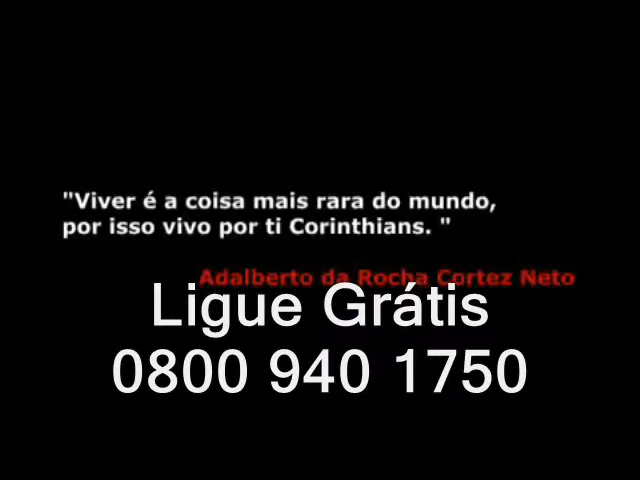 "Viver é a coisa mais rara do mundo,
por isso vivo por ti Corinthians. "
Adalberto da Rocha Cortez Neto
Ligue Grátis
0800 940 1750